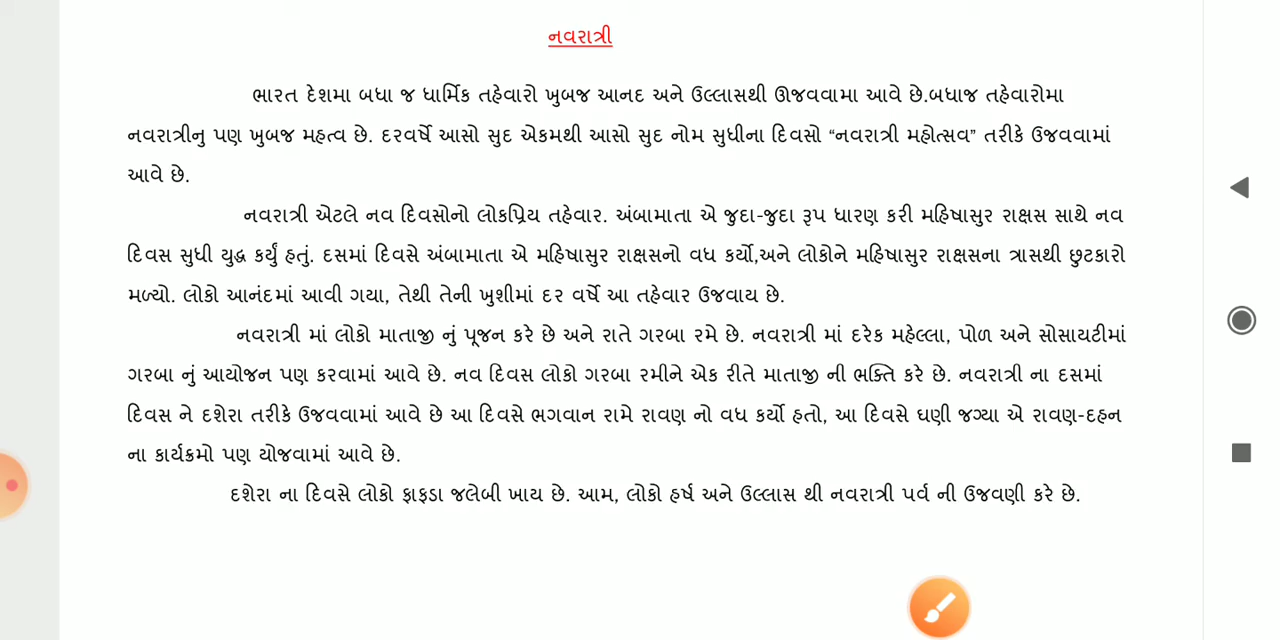 નવરાત્રી
ભારત દેશમા બધા જ ધાર્મિક તહેવારો ખુબજ આનદ અને ઉલ્લાસથી ઊજવવામા આવે છે.બધાજ તહેવારોમા
નવરાત્રીનુ પણ ખુબજ મહત્વ છે. દરવર્ષે આસો સુદ એકમથી આસો સુદ નોમ સુધીના દિવસો “નવરાત્રી મહોત્સવ” તરીકે ઉજવવામાં
આવે છે.
નવરાત્રી એટલે નવ દિવસોનો લોકપ્રિય તહેવાર. અંબામાતા એ જુદા-જુદા રૂપ ધારણ કરી મહિષાસુર રાક્ષસ સાથે નવ
દિવસ સુધી યુદ્ધ કર્યું હતું. દસમાં દિવસે અંબામાતા એ મહિષાસુર રાક્ષસનો વધ કર્યો,અને લોકોને મહિષાસુર રાક્ષસના ત્રાસથી છુટકારો
મળ્યો. લોકો આનંદમાં આવી ગયા, તેથી તેની ખુશીમાં દર વર્ષે આ તહેવાર ઉજવાય છે.
નવરાત્રી માં લોકો માતાજી નું પૂજન કરે છે અને રાતે ગરબા રમે છે. નવરાત્રી માં દરેક મહેલ્લા, પોળ અને સોસાયટીમાં
ગરબા નું આયોજન પણ કરવામાં આવે છે. નવ દિવસ લોકો ગરબા રમીને એક રીતે માતાજી ની ભક્તિ કરે છે. નવરાત્રી ના દસમાં
દિવસ ને દશેરા તરીકે ઉજવવામાં આવે છે આ દિવસે ભગવાન રામે રાવણ નો વધ કર્યો હતો, આ દિવસે ઘણી જગ્યા એ રાવણ-દહન
ના કાર્યક્રમો પણ યોજવામાં આવે છે.
દશેરા ના દિવસે લોકો ફાફડા જલેબી ખાય છે. આમ, લોકો હર્ષ અને ઉલ્લાસ થી નવરાત્રી પર્વ ની ઉજવણી કરે છે.